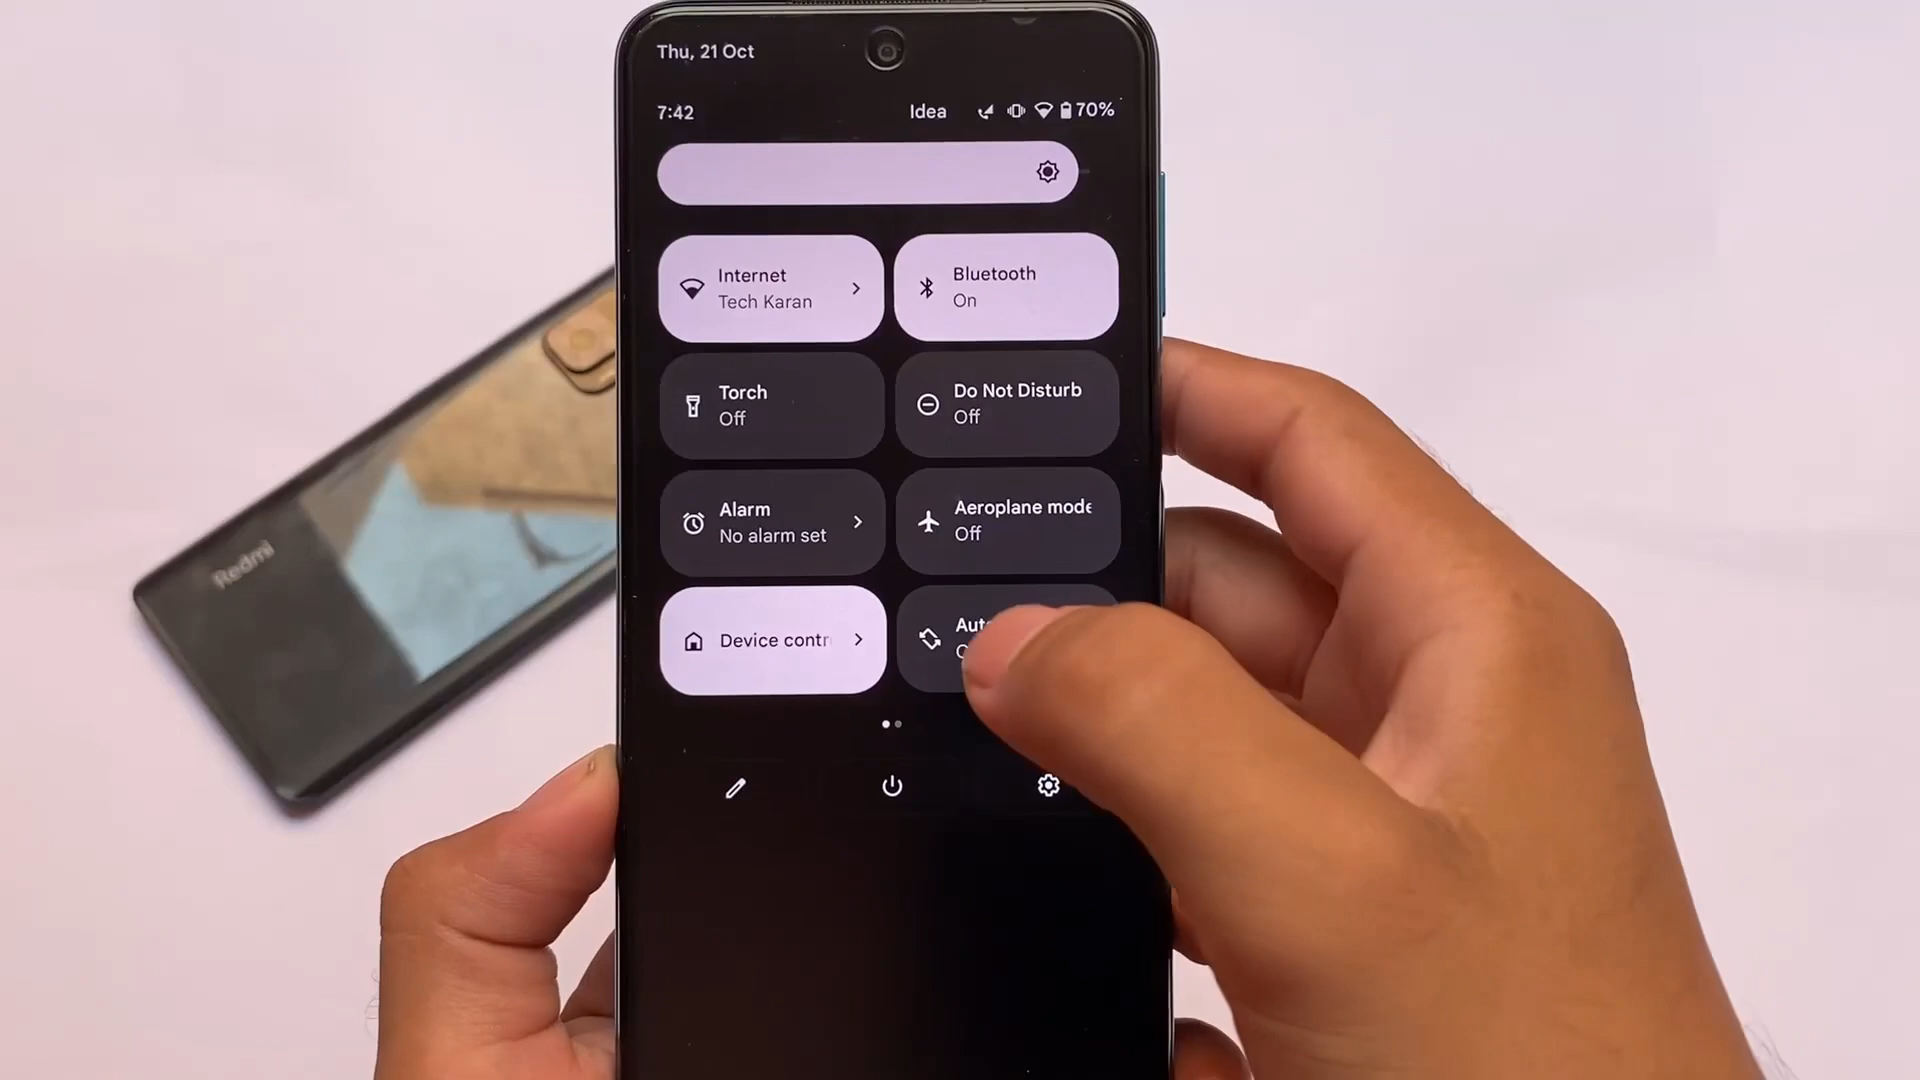 Thu, 21 Oct
7:42
Idea
70%
Internet
Tech Karan
Bluetooth
On
Torch
Off
Do Not Disturb
Off
Alarm
No alarm set
Aeroplane mode
Off
Device contr
Redmi